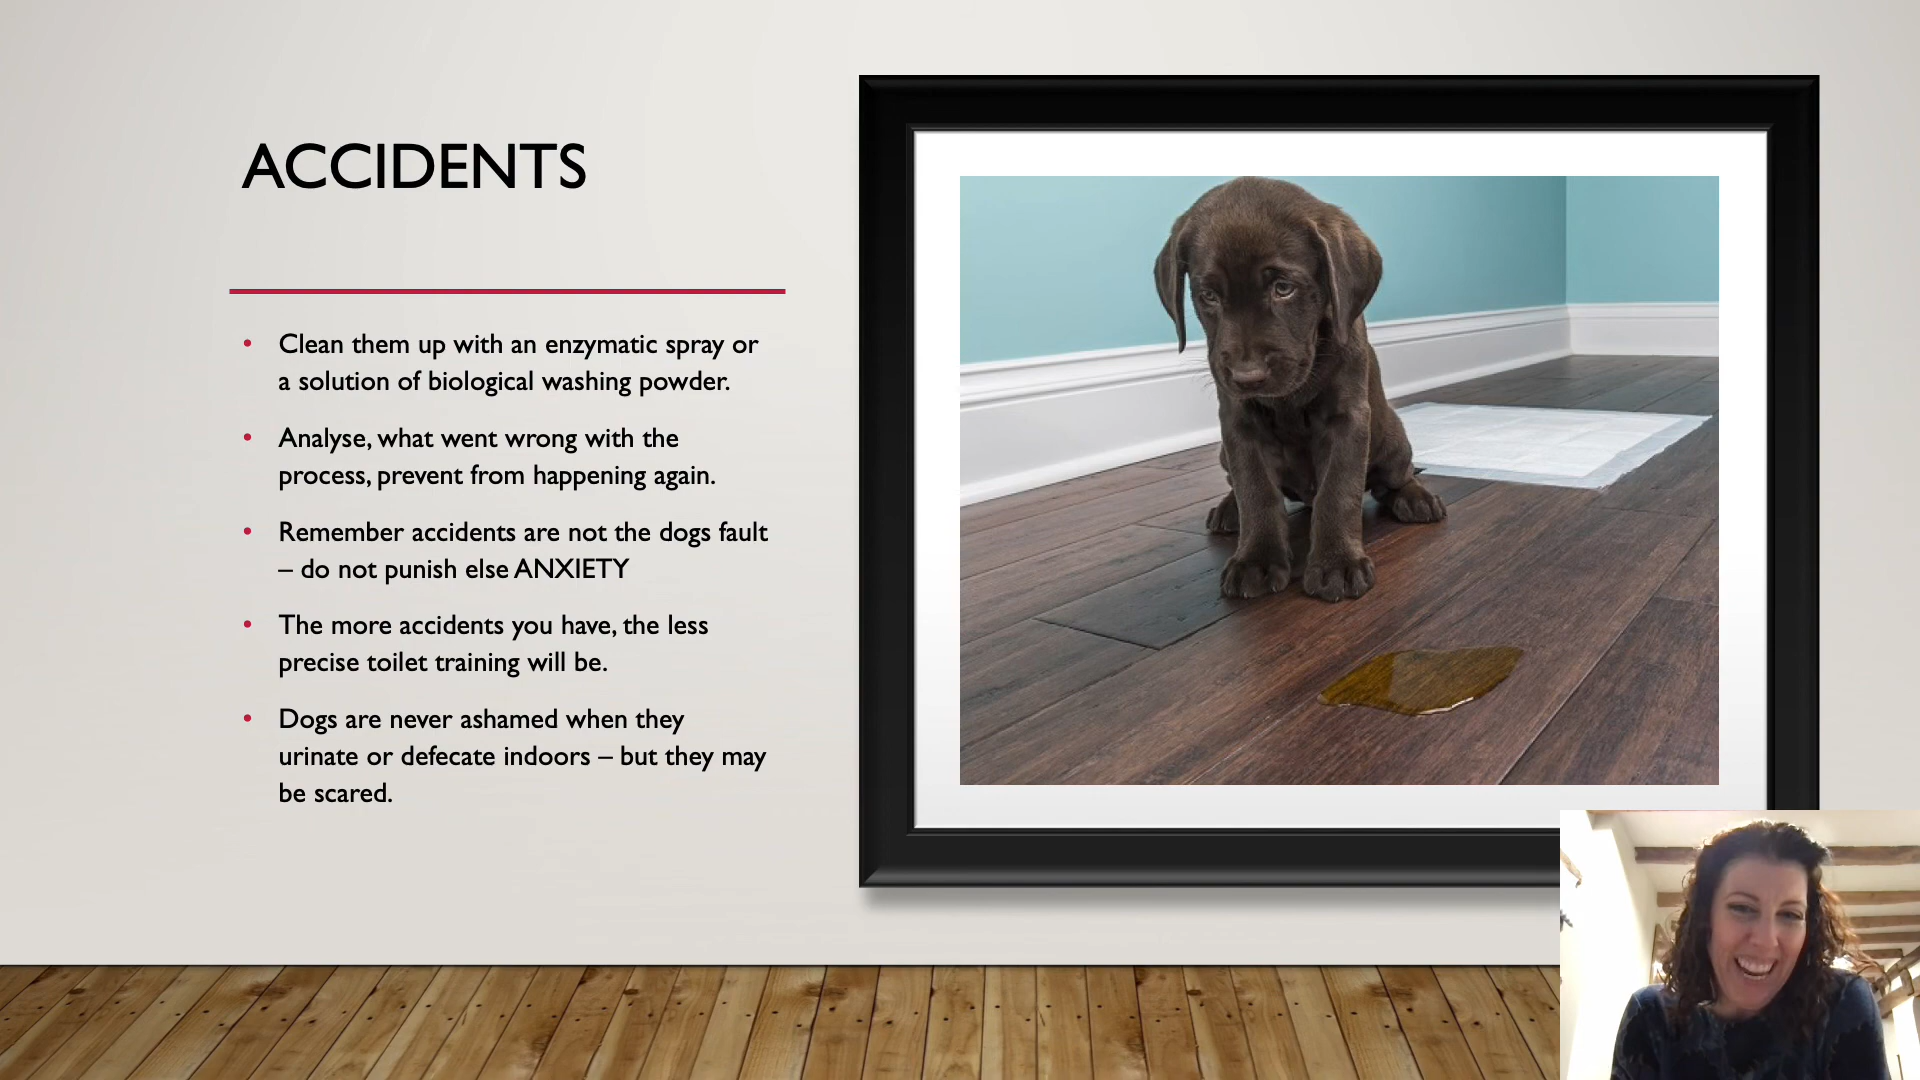 ACCIDENTS
• Clean them up with an enzymatic spray or
a solution of biological washing powder.
• Analyse, what went wrong with the
process, prevent from happening again.
• Remember accidents are not the dogs fault
– do not punish else ANXIETY
• The more accidents you have, the less
precise toilet training will be.
• Dogs are never ashamed when they
urinate or defecate indoors – but they may
be scared.